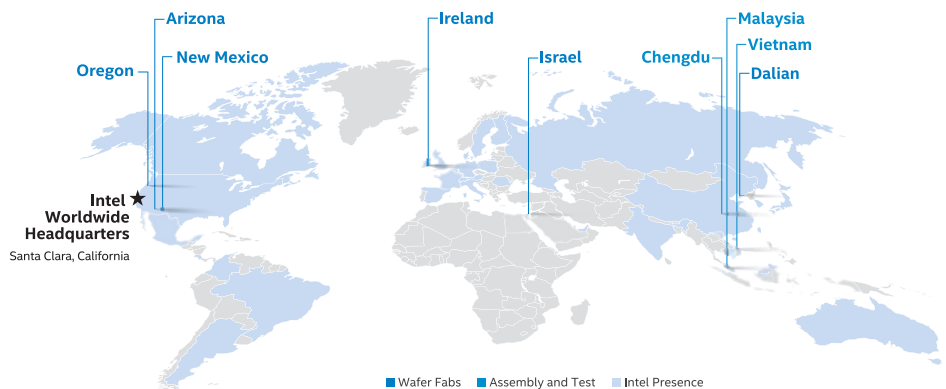 Arizona
Ireland
Malaysia
Vietnam
New Mexico
Israel
Chengdu
Oregon
Dalian
Intel
Worldwide
Headquarters
Santa Clara, California
Wafer Fabs
Assembly and Test
Intel Presence